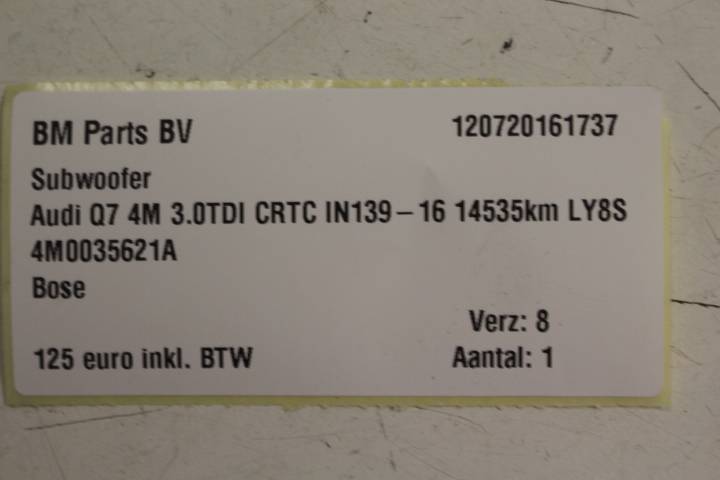 BM Parts BV 120720161737
Subwoofer
Audi Q7 4M 3.0TDI CRTC IN139-16 14535km LY8S
4M0035621A
Bose
Verz: 8
125 euro inkl. BTW Aantal: 1